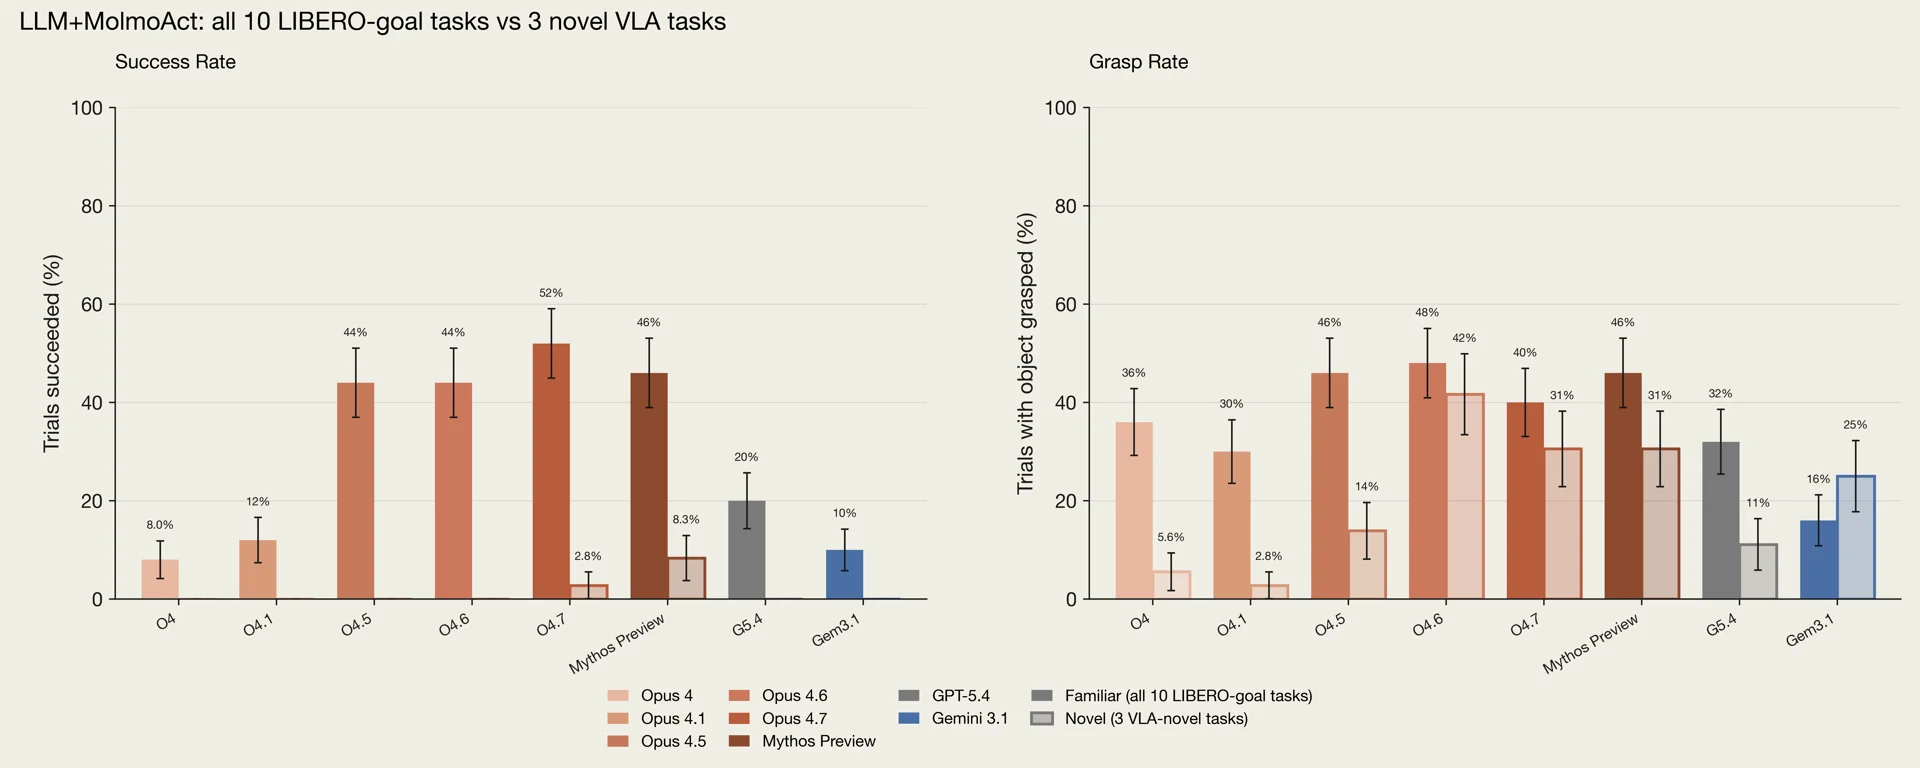 LLM+MolmoAct: all 10 LIBERO-goal tasks vs 3 novel VLA tasks
Success Rate
Trials succeeded (%)
100
80
60
40
20
0
8.0%
12%
44%
44%
52%
2.8%
46%
8.3%
20%
10%
O4
O4.1
O4.5
O4.6
O4.7
Mythos Preview
G5.4
Gem3.1
Grasp Rate
Trials with object grasped (%)
100
80
60
40
20
0
36%
5.6%
30%
2.8%
46%
14%
48%
42%
40%
31%
46%
31%
32%
11%
16%
25%
O4
O4.1
O4.5
O4.6
O4.7
Mythos Preview
G5.4
Gem3.1
Opus 4
Opus 4.1
Opus 4.5
Opus 4.6
Opus 4.7
Mythos Preview
GPT-5.4
Gemini 3.1
Familiar (all 10 LIBERO-goal tasks)
Novel (3 VLA-novel tasks)